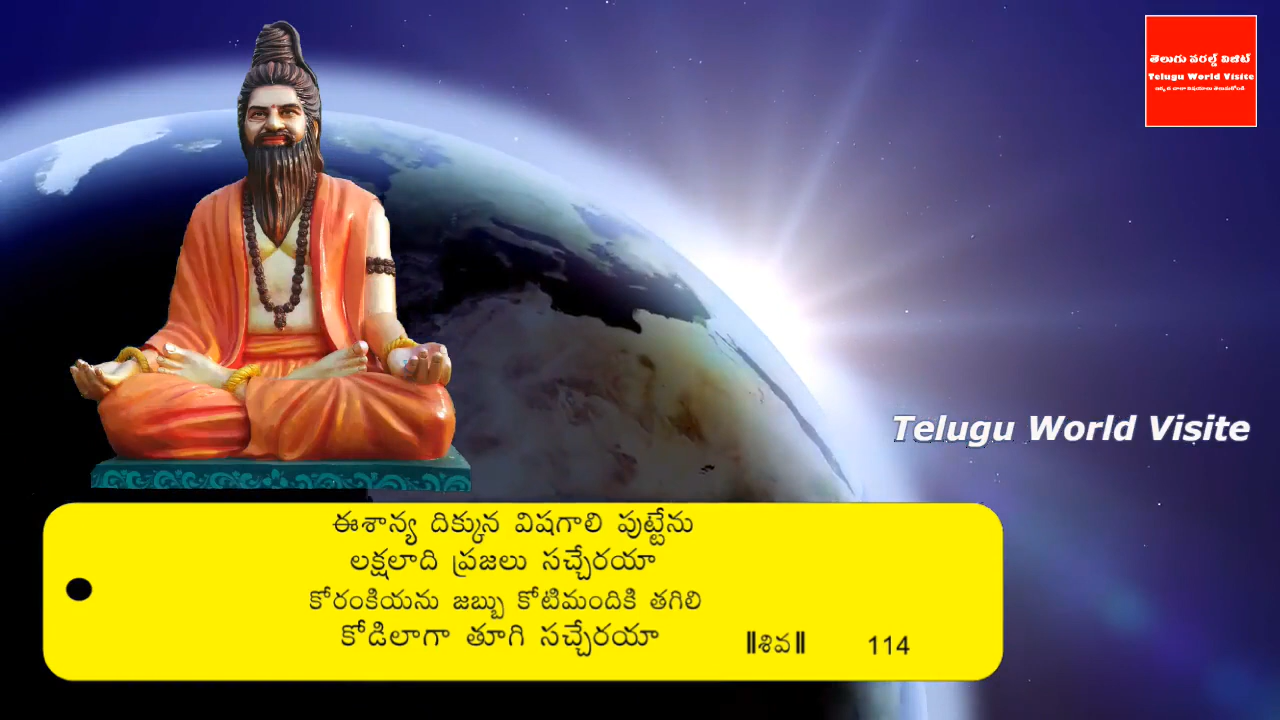 తెలుగు వరల్డ్ విజిట్
Telugu World Visite
Telugu World Visite
ఈశాన్య దిక్కున విషగాలి పుట్టేను
లక్షలాది ప్రజలు సచ్చేరయా
కోరంకియను జబ్బు కోటిమందికి తగిలి
కోడిలాగా తూగి సచ్చేరయా ‖శివ‖ 114